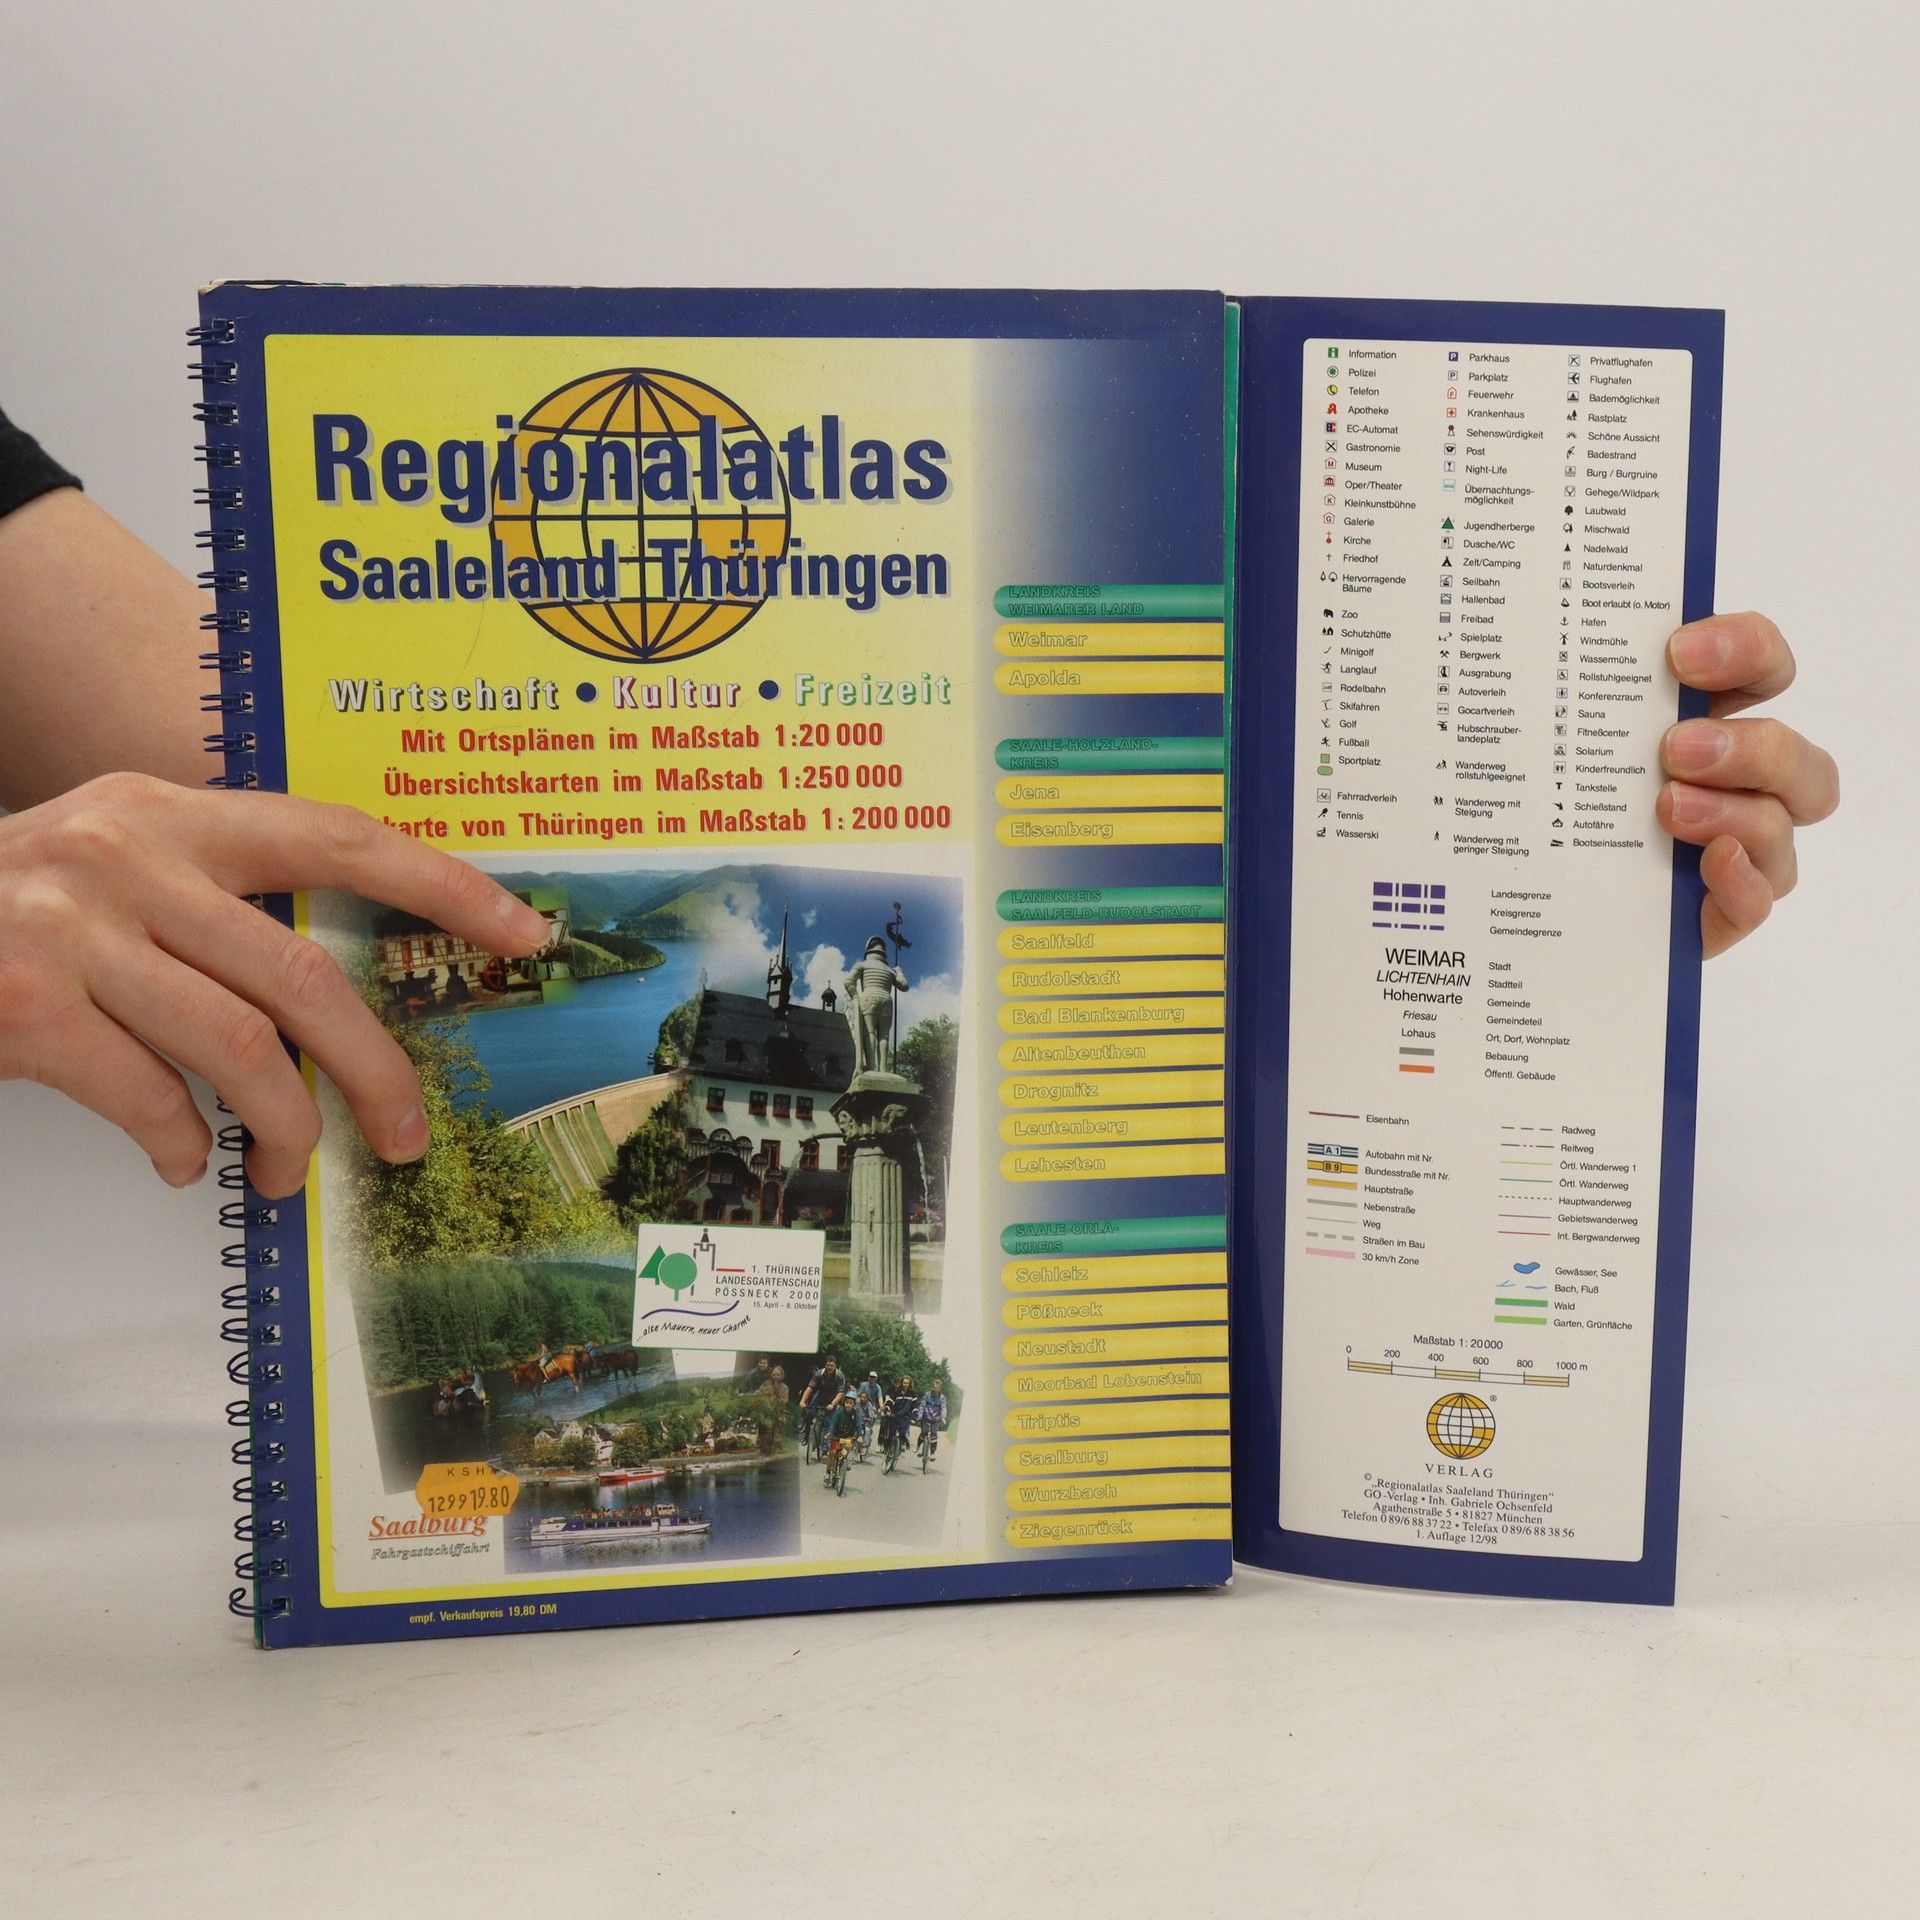 Regionalatlas
Saaleland Thüringen
Wirtschaft • Kultur • Freizeit
Mit Ortsplänen im Maßstab 1:20 000
Übersichtskarten im Maßstab 1:250 000
karte von Thüringen im Maßstab 1: 200 000
LANDKREIS
WEIMARER LAND
Weimar
Apolda
SAALE-HOLZLAND-
KREIS
Jena
Eisenberg
LANDKREIS
SAALFELD-RUDOLSTADT
Saalfeld
Rudolstadt
Bad Blankenburg
Altenbeuthen
Drognitz
Leutenberg
Lehesten
SAALE-ORLA-
KREIS
Schleiz
Pößneck
Neustadt
Moorbad Lobenstein
Triptis
Saalburg
Wurzbach
Ziegenrück
1. THÜRINGER
LANDESGARTENSCHAU
PÖSSNECK 2000
15. April – 8. Oktober
...alte Mauern, neuer Charme
KSH
1299 19.80
Saalburg
Fahrgastschiffahrt
empf. Verkaufspreis 19,80 DM
Information
Polizei
Telefon
Apotheke
EC-Automat
Gastronomie
Museum
Oper/Theater
Kleinkunstbühne
Galerie
Kirche
Friedhof
Hervorragende
Bäume
Zoo
Schutzhütte
Minigolf
Langlauf
Rodelbahn
Skifahren
Golf
Fußball
Sportplatz
Fahrradverleih
Tennis
Wasserski
Parkhaus
Parkplatz
Feuerwehr
Krankenhaus
Sehenswürdigkeit
Post
Night-Life
Übernachtungs-
möglichkeit
Jugendherberge
Dusche/WC
Zelt/Camping
Seilbahn
Hallenbad
Freibad
Spielplatz
Bergwerk
Ausgrabung
Autoverleih
Gocartverleih
Hubschrauber-
landeplatz
Wanderweg
rollstuhlgeeignet
Wanderweg mit
Steigung
Wanderweg mit
geringer Steigung
Privatflughafen
Flughafen
Bademöglichkeit
Rastplatz
Schöne Aussicht
Badestrand
Burg / Burgruine
Gehege/Wildpark
Laubwald
Mischwald
Nadelwald
Naturdenkmal
Bootsverleih
Boot erlaubt (o. Motor)
Hafen
Windmühle
Wassermühle
Rollstuhlgeeignet
Konferenzraum
Sauna
Fitneßcenter
Solarium
Kinderfreundlich
Tankstelle
Schießstand
Autofähre
Bootseinlasstelle
Landesgrenze
Kreisgrenze
Gemeindegrenze
WEIMAR Stadt
LICHTENHAIN Stadtteil
Hohenwarte Gemeinde
Friesau Gemeindeteil
Lohaus Ort, Dorf, Wohnplatz
Bebauung
Öffentl. Gebäude
Eisenbahn
A 1 Autobahn mit Nr.
B 9 Bundesstraße mit Nr.
Hauptstraße
Nebenstraße
Weg
Straßen im Bau
30 km/h Zone
Radweg
Reitweg
Örtl. Wanderweg 1
Örtl. Wanderweg
Hauptwanderweg
Gebietswanderweg
Int. Bergwanderweg
Gewässer, See
Bach, Fluß
Wald
Garten, Grünfläche
Maßstab 1: 20000
0 200 400 600 800 1000 m
®
VERLAG
© „Regionalatlas Saaleland Thüringen“
GO-Verlag • Inh. Gabriele Ochsenfeld
Agathenstraße 5 • 81827 München
Telefon 0 89/6 88 37 22 • Telefax 0 89/6 88 38 56
1. Auflage 12/98